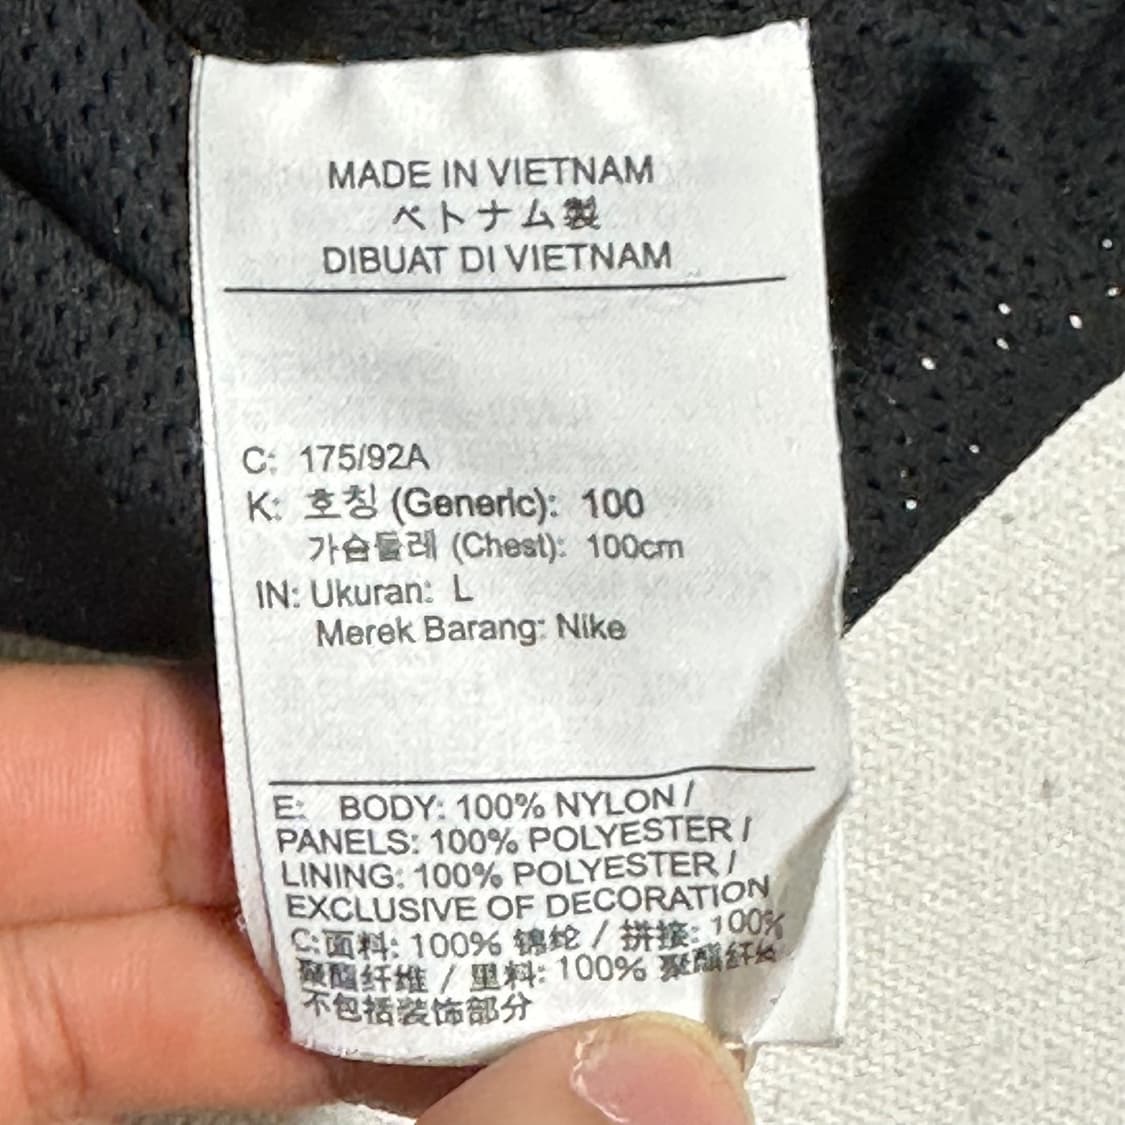 MADE IN VIETNAM
ベトナム製
DIBUAT DI VIETNAM
C: 175/92A
K: 호칭 (Generic): 100
가슴둘레 (Chest): 100cm
IN: Ukuran: L
Merek Barang: Nike
E: BODY: 100% NYLON /
PANELS: 100% POLYESTER /
LINING: 100% POLYESTER /
EXCLUSIVE OF DECORATION
C:面料: 100% 锦纶 / 拼接: 100%
聚酯纤维 / 里料: 100% 聚酯纤维
不包括装饰部分